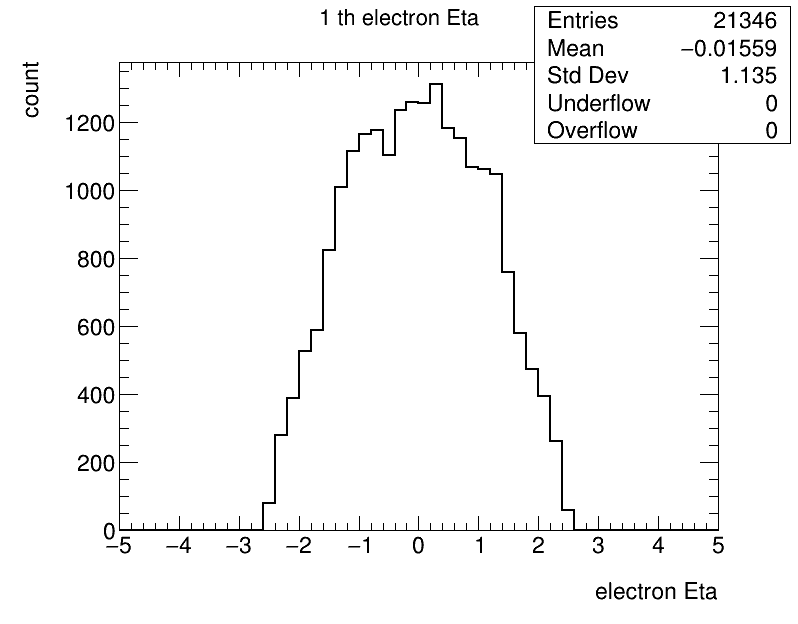 1 th electron Eta
Entries 21346
Mean −0.01559
Std Dev 1.135
Underflow 0
Overflow 0
count
1200
1000
800
600
400
200
0
−5 −4 −3 −2 −1 0 1 2 3 4 5
electron Eta